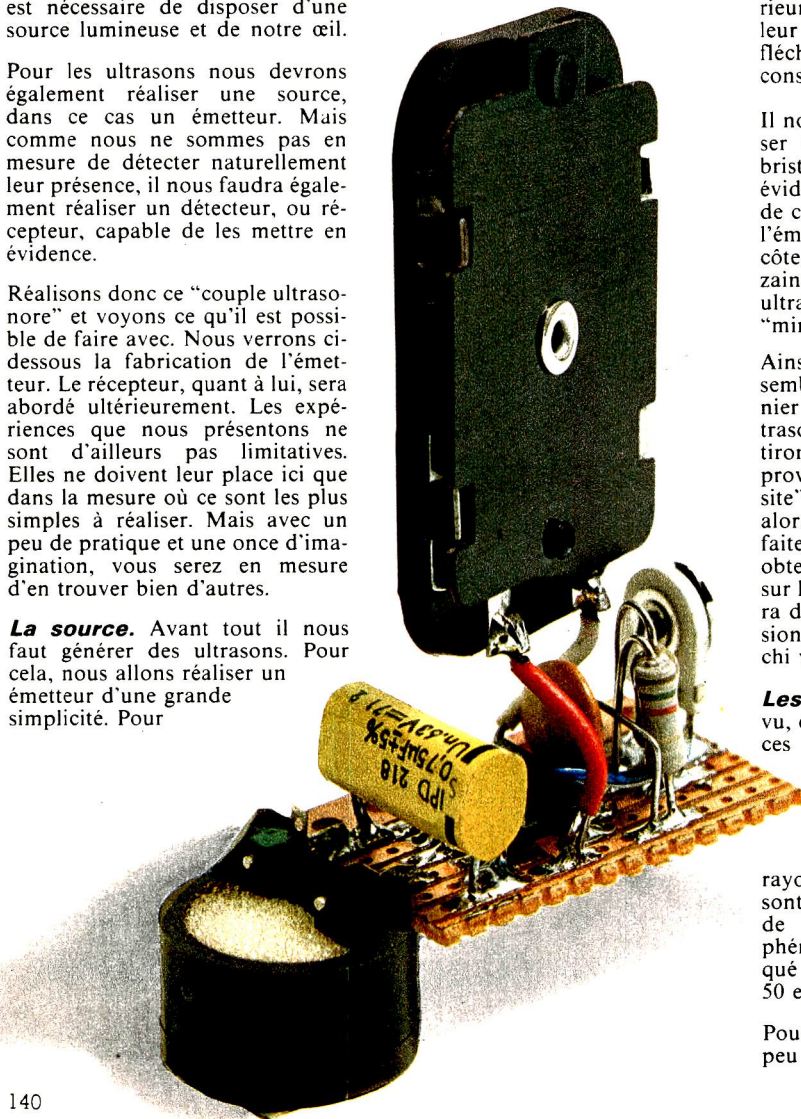 est nécessaire de disposer d'une
source lumineuse et de notre œil.
Pour les ultrasons nous devrons
également réaliser une source,
dans ce cas un émetteur. Mais
comme nous ne sommes pas en
mesure de détecter naturellement
leur présence, il nous faudra égale-
ment réaliser un détecteur, ou ré-
cepteur, capable de les mettre en
évidence.
Réalisons donc ce “couple ultraso-
nore” et voyons ce qu'il est possi-
ble de faire avec. Nous verrons ci-
dessous la fabrication de l'émet-
teur. Le récepteur, quant à lui, sera
abordé ultérieurement. Les expé-
riences que nous présentons ne
sont d'ailleurs pas limitatives.
Elles ne doivent leur place ici que
dans la mesure où ce sont les plus
simples à réaliser. Mais avec un
peu de pratique et une once d'ima-
gination, vous serez en mesure
d'en trouver bien d'autres.
La source. Avant tout il nous
faut générer des ultrasons. Pour
cela, nous allons réaliser un
émetteur d'une grande
simplicité. Pour
IPD 218
140
rieur
leur
fléch
cons
Il no
ser
brist
évid
de c
l'ém
côte
zain
ultra
“min
Ains
semb
nier
traso
tiron
prov
site”
alor
faite
obte
sur l
ra d
sion
chi
Les
vu,
ces
rayo
sont
de
phér
qué
50 e
Pou
peu